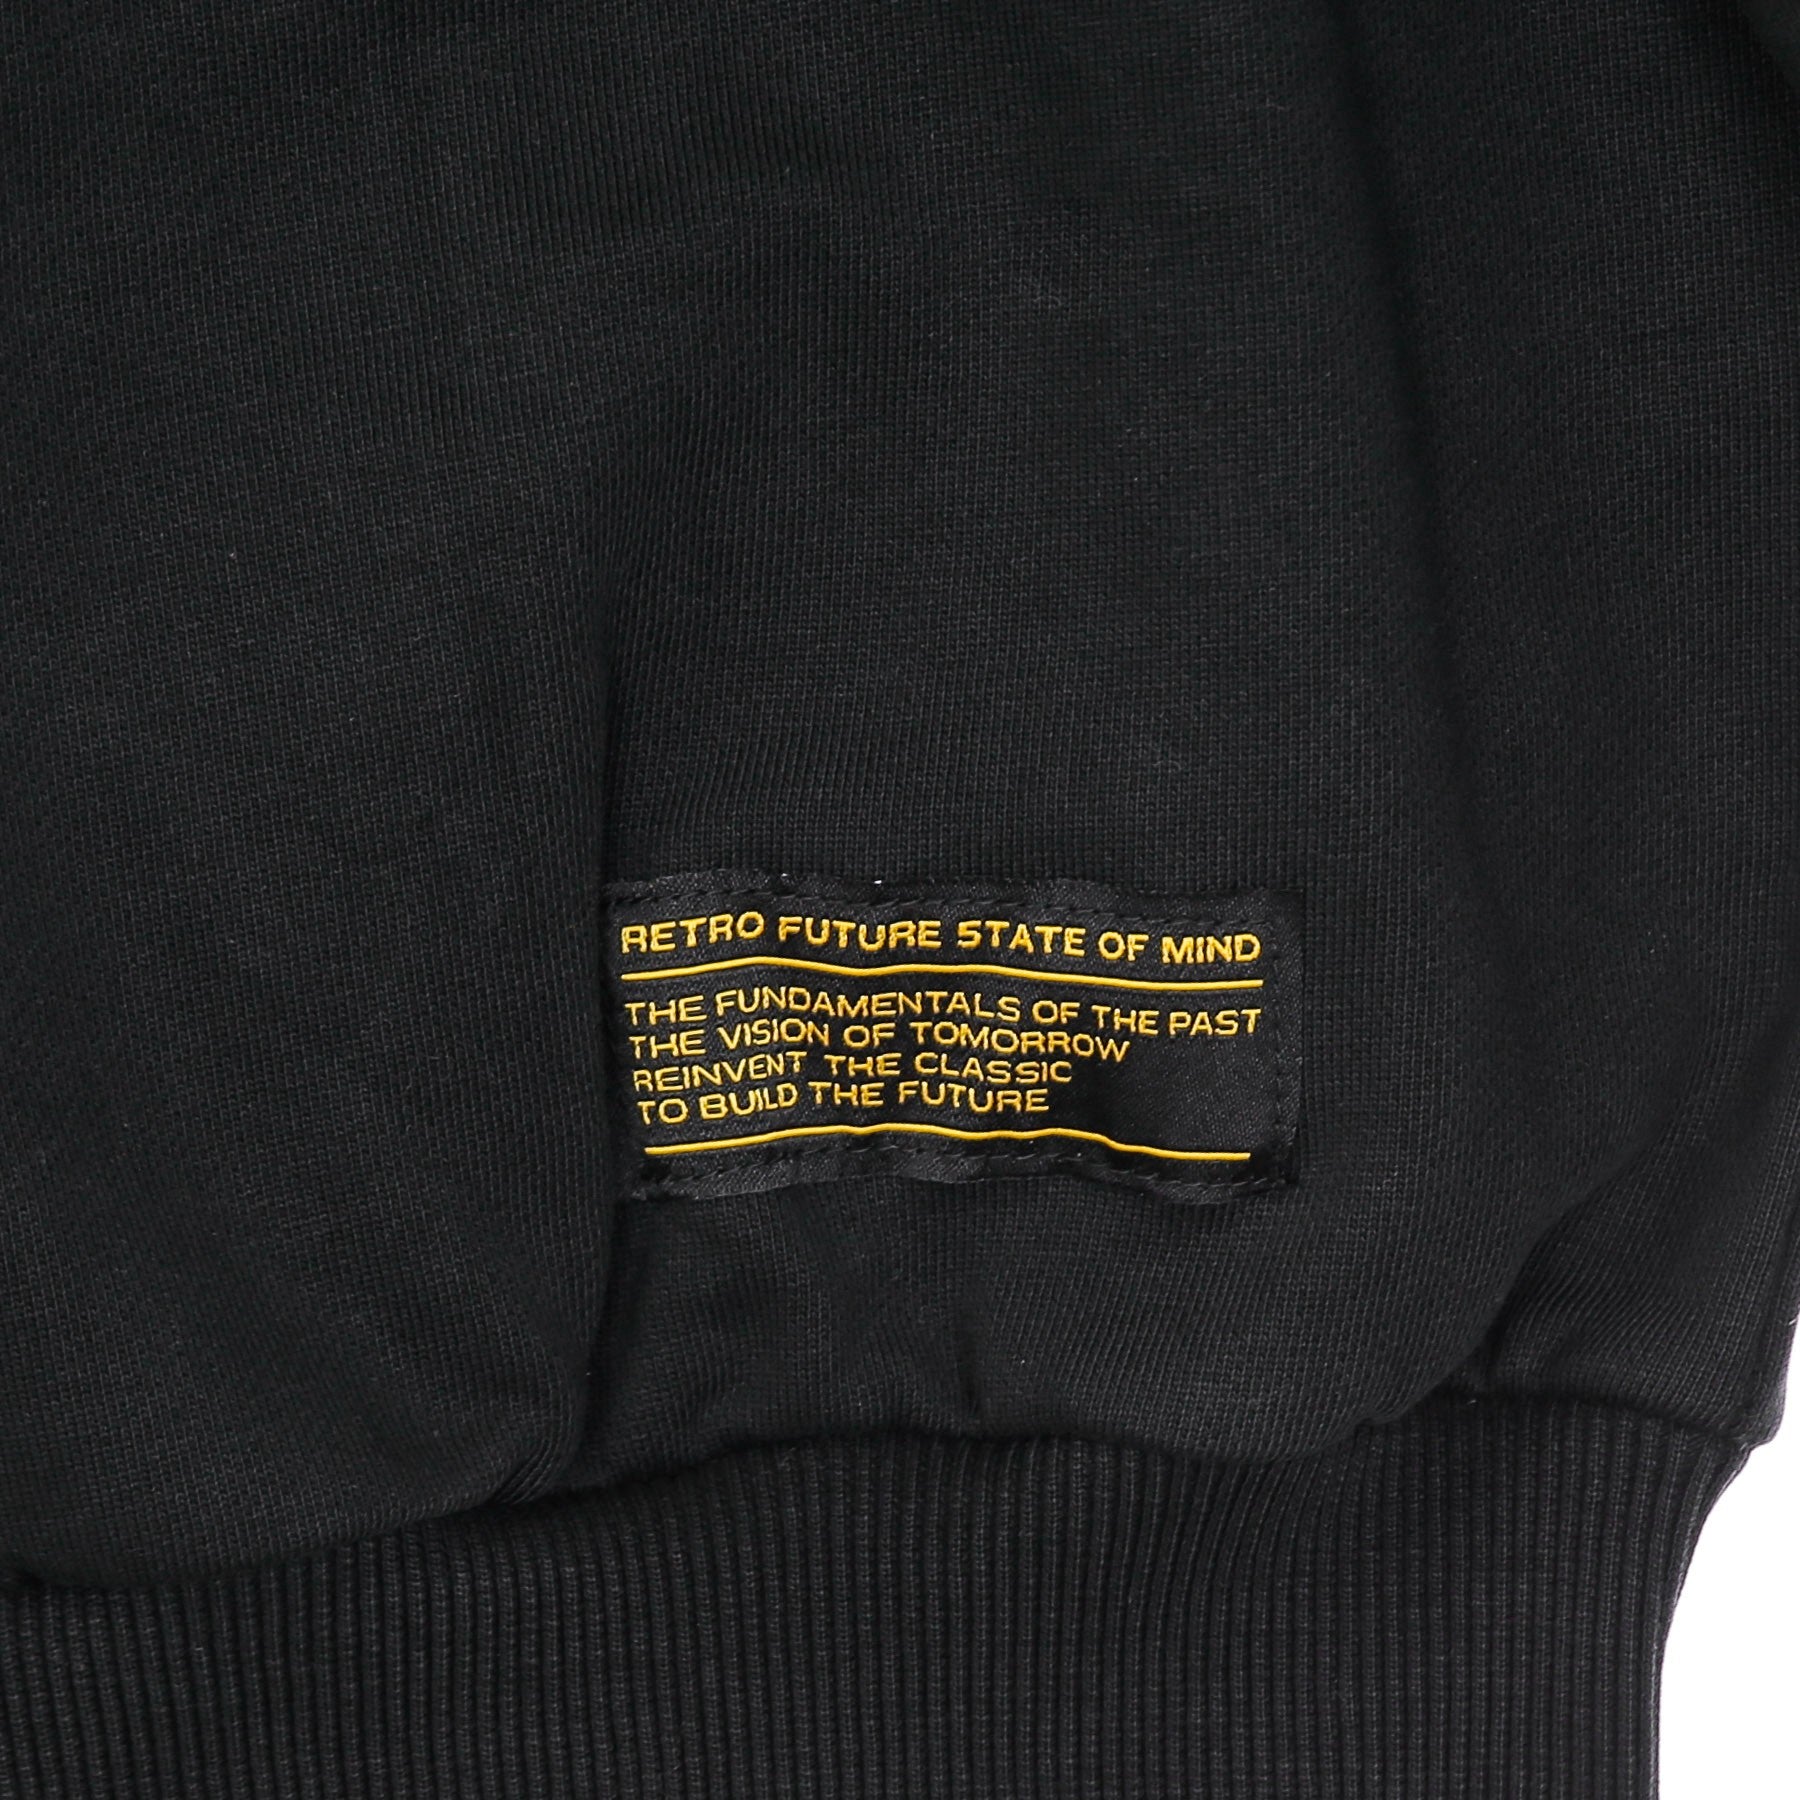 RETRO FUTURE STATE OF MIND
THE FUNDAMENTALS OF THE PAST
THE VISION OF TOMORROW
REINVENT THE CLASSIC
TO BUILD THE FUTURE